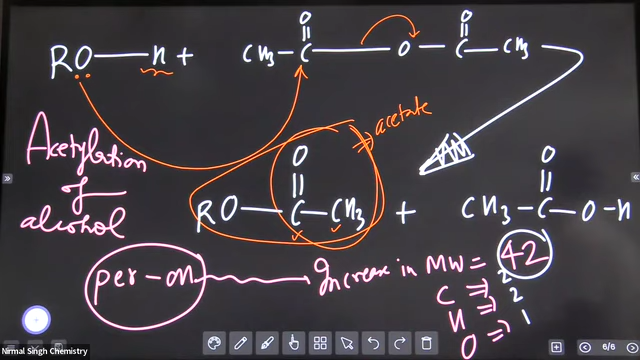 O O
RO—H + CH₃—C—O—C—CH₃
acetate
Acetylation
of
alcohol
O O
RO—C—CH₃ + CH₃—C—O—H
per-OH Increase in MW = 42
C ⇒ 2
H ⇒ 2
O ⇒ 1
6/6
Nirmal Singh Chemistry